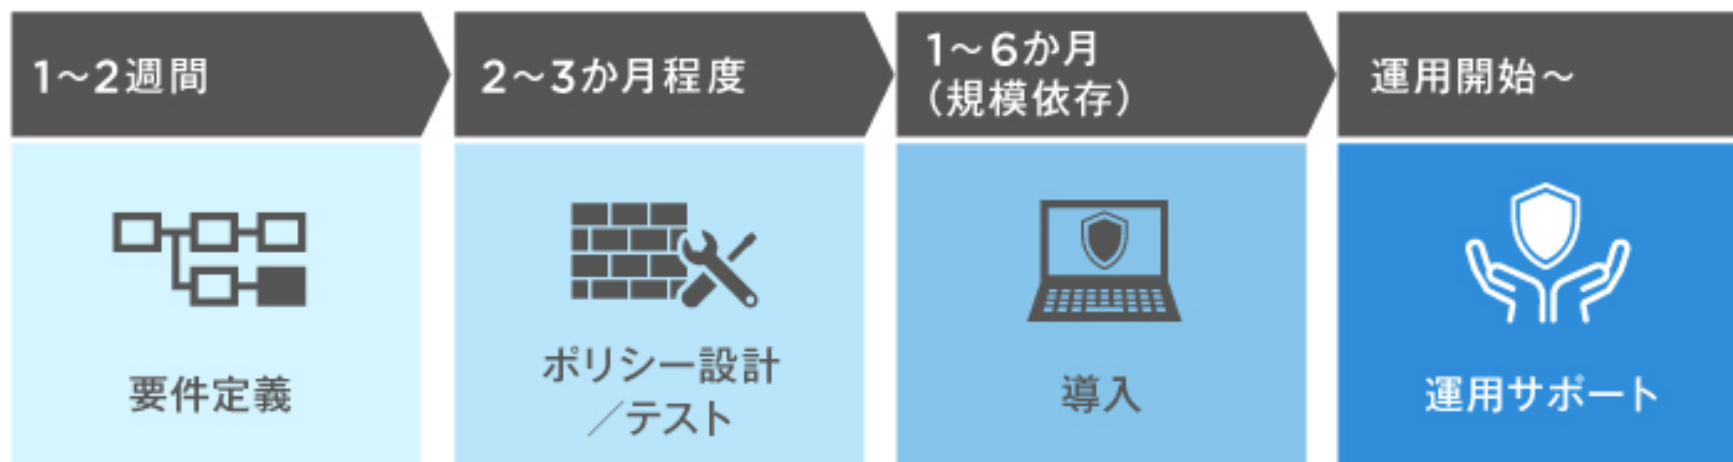 1〜2週間
2〜3か月程度
1〜6か月
（規模依存）
運用開始〜
要件定義
ポリシー設計
／テスト
導入
運用サポート